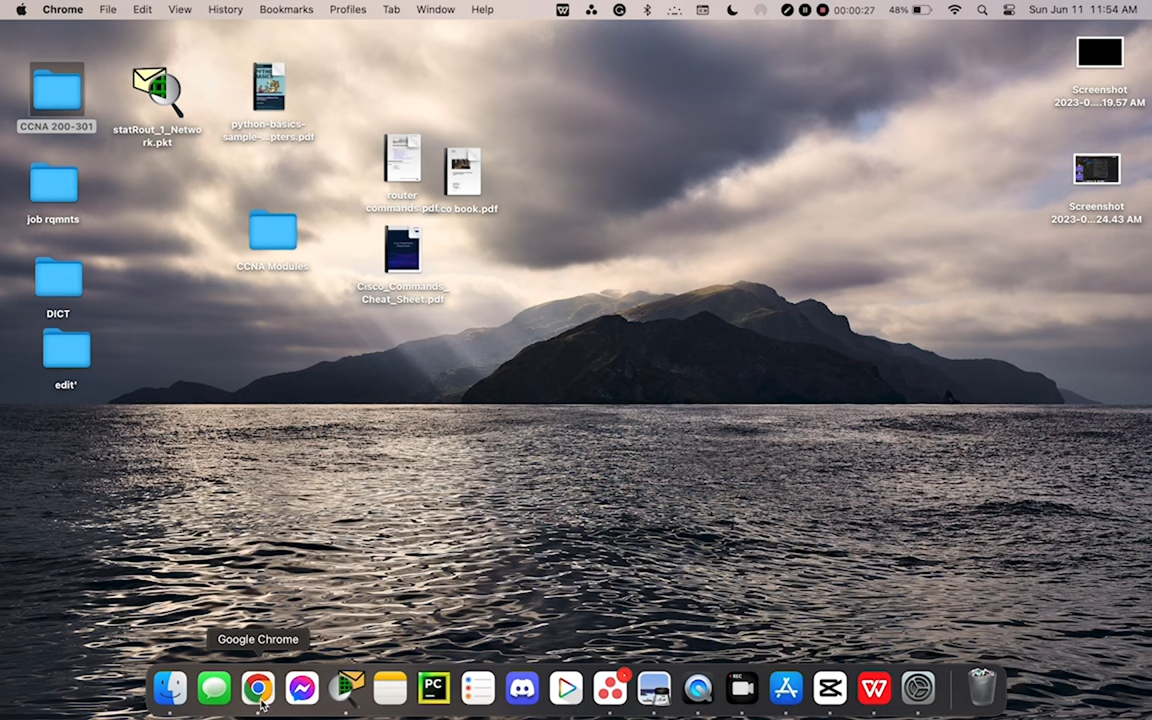 Chrome File Edit View History Bookmarks Profiles Tab Window Help 00:00:27 48% Sun Jun 11 11:54 AM
CCNA 200-301
statRout_1_Netwo
rk.pkt
python-basics-
sample-...pters.pdf
router
commands.pdf
..co book.pdf
Screenshot
2023-0....19.57 AM
job rqmnts
CCNA Modules
Cisco_Commands_
Cheat_Sheet.pdf
Screenshot
2023-0...24.43 AM
DICT
edit'
Google Chrome
PC
REC